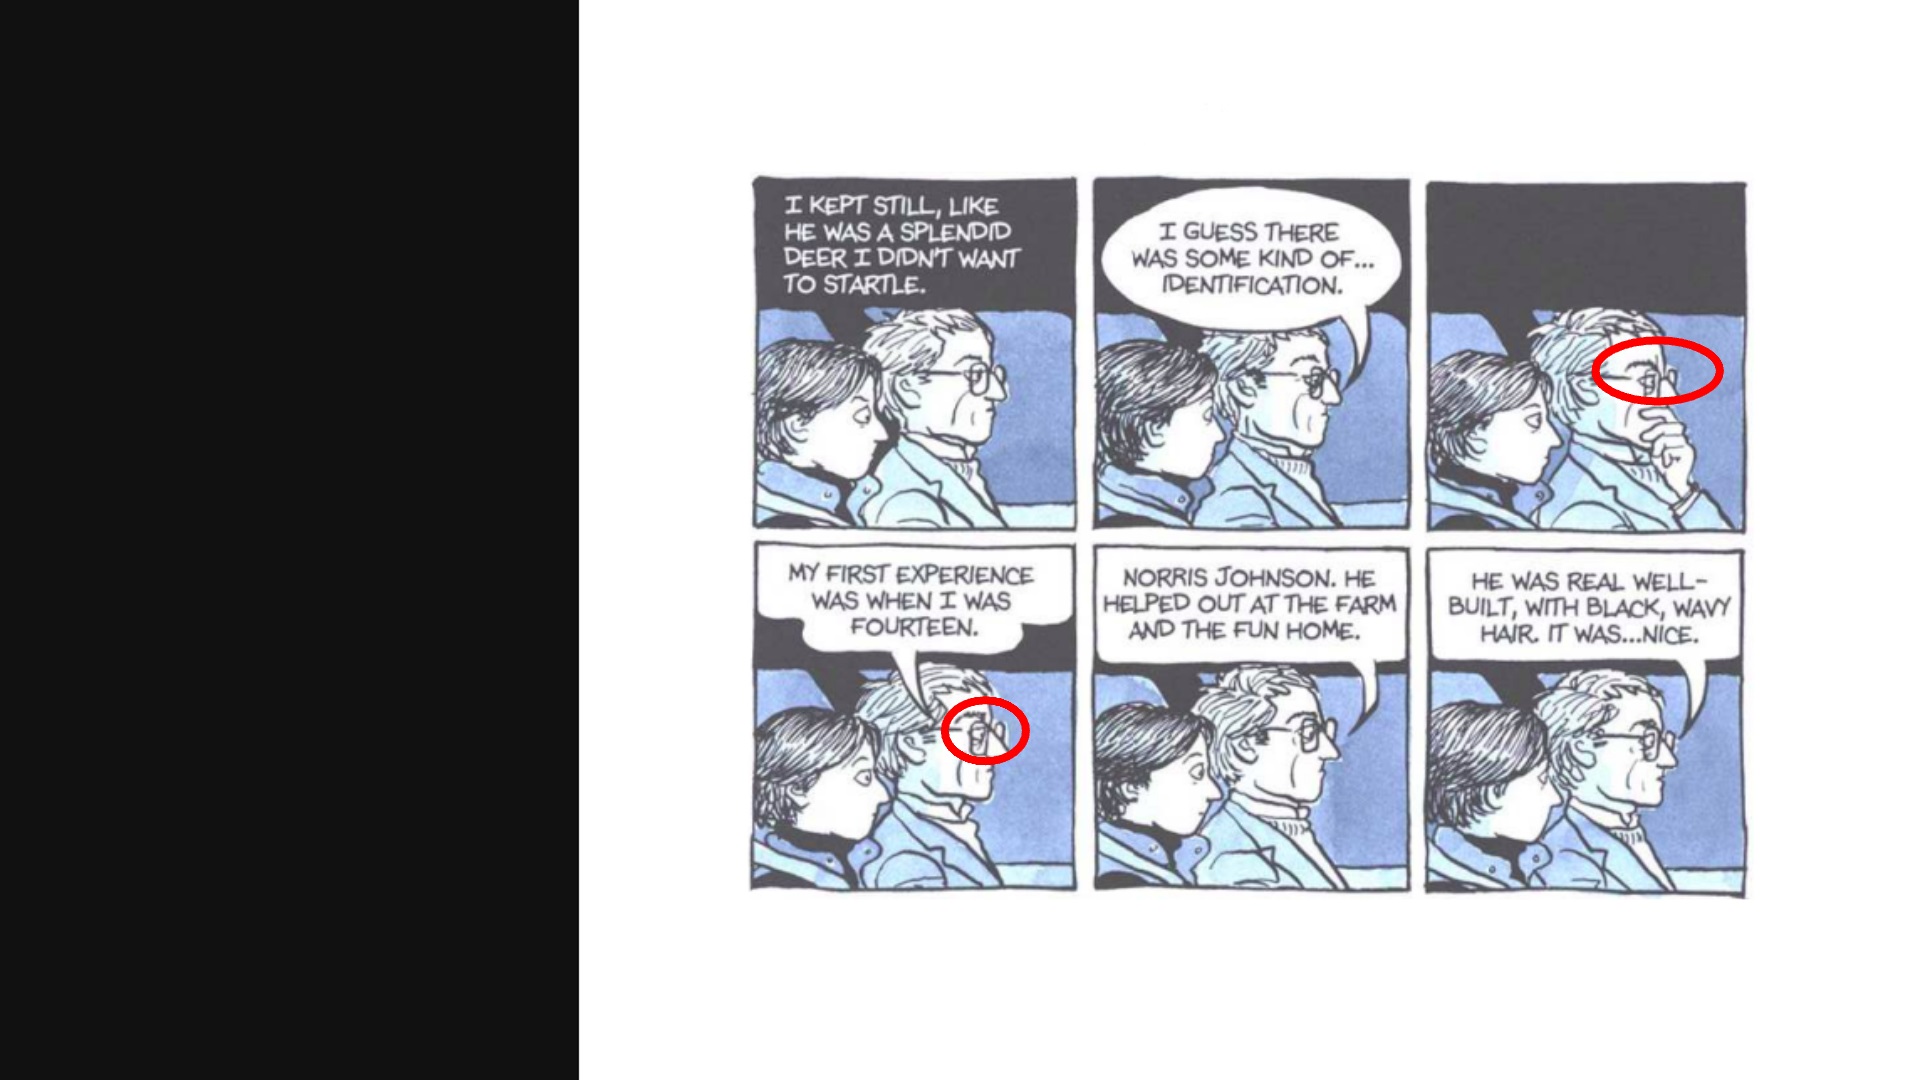 I KEPT STILL, LIKE
HE WAS A SPLENDID
DEER I DIDN'T WANT
TO STARTLE.
I GUESS THERE
WAS SOME KIND OF...
IDENTIFICATION.
MY FIRST EXPERIENCE
WAS WHEN I WAS
FOURTEEN.
NORRIS JOHNSON. HE
HELPED OUT AT THE FARM
AND THE FUN HOME.
HE WAS REAL WELL-
BUILT, WITH BLACK, WAVY
HAIR. IT WAS...NICE.